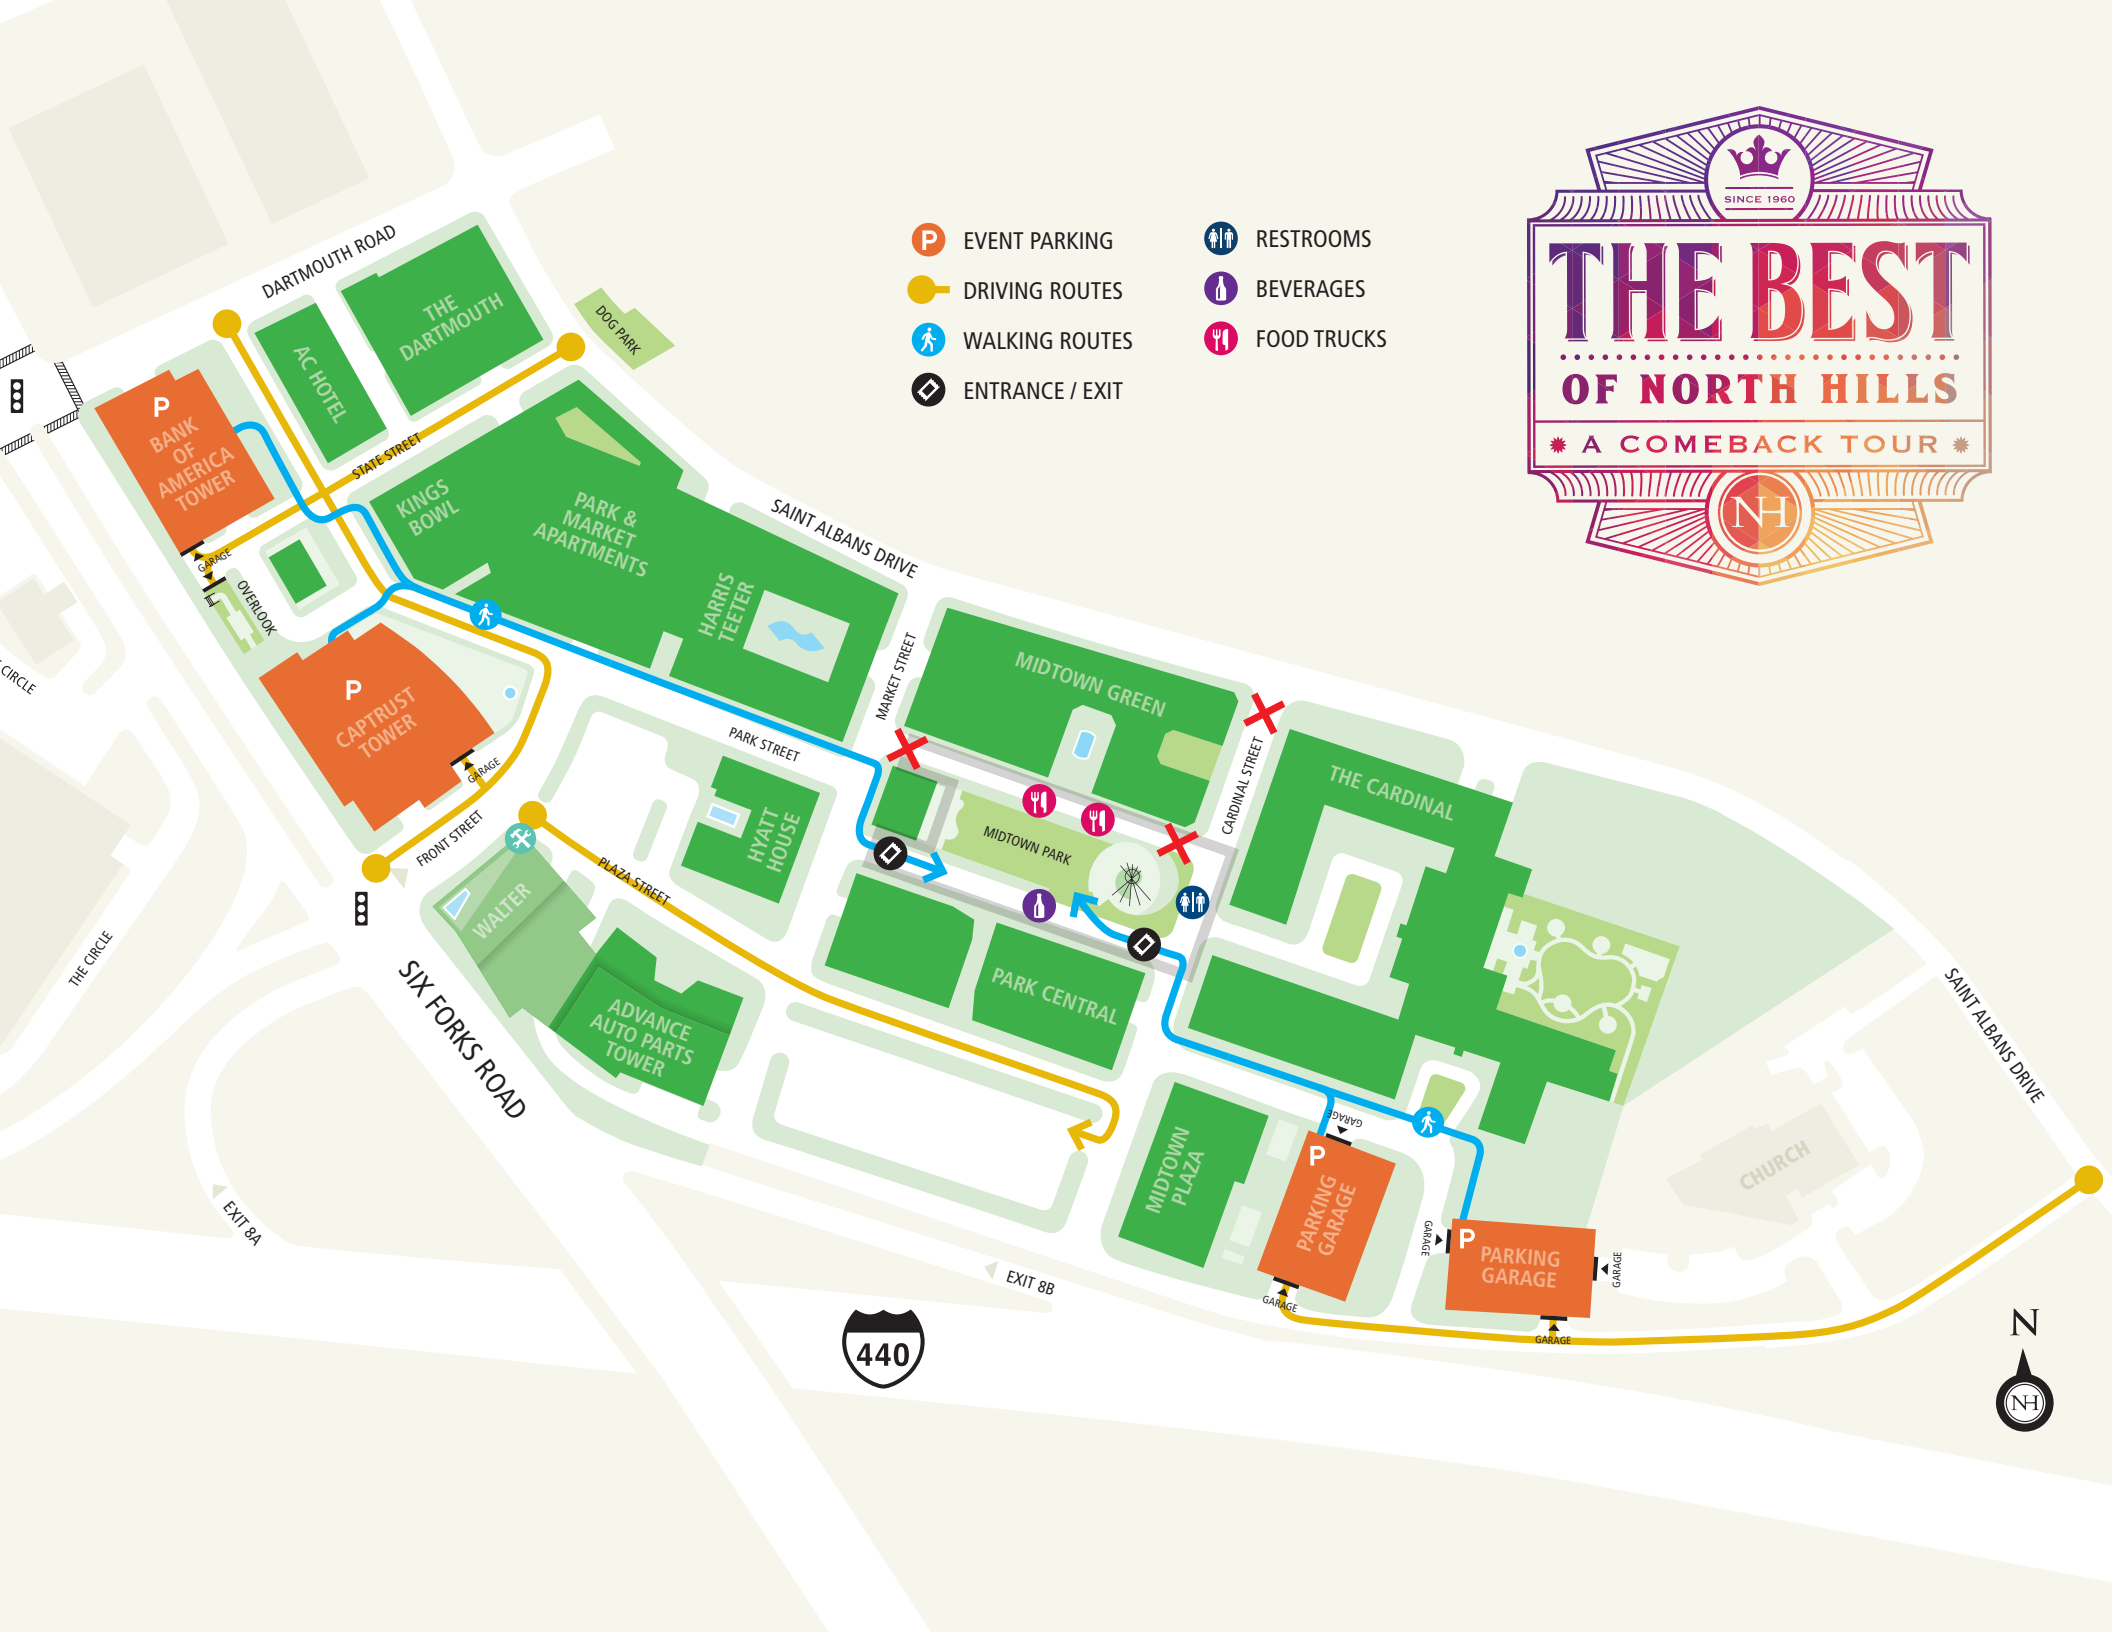 SINCE 1960
THE BEST
OF NORTH HILLS
A COMEBACK TOUR
NH
P EVENT PARKING
DRIVING ROUTES
WALKING ROUTES
ENTRANCE / EXIT
RESTROOMS
BEVERAGES
FOOD TRUCKS
DARTMOUTH ROAD
THE
DARTMOUTH
AC HOTEL
DOG PARK
STATE STREET
P
BANK
OF
AMERICA
TOWER
GARAGE
OVERLOOK
KINGS
BOWL
PARK &
MARKET
APARTMENTS
HARRIS
TEETER
SAINT ALBANS DRIVE
MARKET STREET
MIDTOWN GREEN
CARDINAL STREET
THE CARDINAL
P
CAPTRUST
TOWER
GARAGE
FRONT STREET
PARK STREET
HYATT
HOUSE
MIDTOWN PARK
PLAZA STREET
WALTER
ADVANCE
AUTO PARTS
TOWER
PARK CENTRAL
CIRCLE
THE CIRCLE
SIX FORKS ROAD
EXIT 8A
EXIT 8B
440
MIDTOWN
PLAZA
GARAGE
P
PARKING
GARAGE
GARAGE
GARAGE
P
PARKING
GARAGE
GARAGE
GARAGE
CHURCH
SAINT ALBANS DRIVE
N
NH